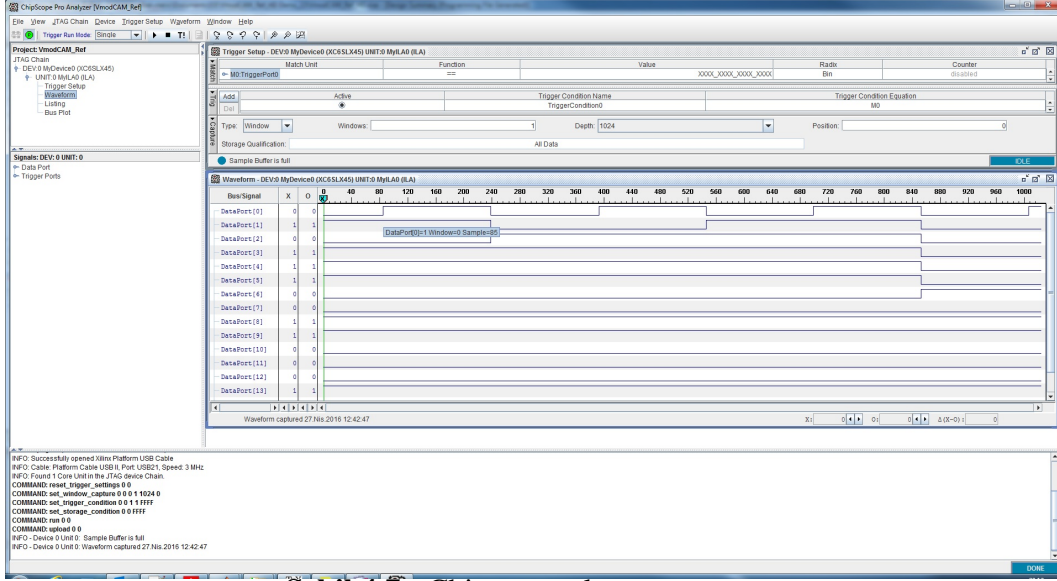 ChipScope Pro Analyzer [VmodCAM_Ref]
File View JTAG Chain Device Trigger Setup Waveform Window Help
Trigger Run Mode: Single T!
Project: VmodCAM_Ref
JTAG Chain
DEV:0 MyDevice0 (XC6SLX45)
UNIT:0 MyILA0 (ILA)
Trigger Setup
Waveform
Listing
Bus Plot
Signals: DEV: 0 UNIT: 0
Data Port
Trigger Ports
Trigger Setup - DEV:0 MyDevice0 (XC6SLX45) UNIT:0 MyILA0 (ILA)
Match
Match Unit Function Value Radix Counter
M0:TriggerPort0 == XXXX_XXXX_XXXX_XXXX Bin disabled
Trig
Add Active Trigger Condition Name Trigger Condition Equation
Del TriggerCondition0 M0
Capture
Type: Window Windows: 1 Depth: 1024 Position: 0
Storage Qualification: All Data
Sample Buffer is full IDLE
Waveform - DEV:0 MyDevice0 (XC6SLX45) UNIT:0 MyILA0 (ILA)
Bus/Signal X O 0 40 80 120 160 200 240 280 320 360 400 440 480 520 560 600 640 680 720 760 800 840 880 920 960 1000
DataPort[0] 0 0
DataPort[1] 1 1
DataPort[0]=1 Window=0 Sample=85
DataPort[2] 0 0
DataPort[3] 1 1
DataPort[4] 1 1
DataPort[5] 1 1
DataPort[6] 0 0
DataPort[7] 0 0
DataPort[8] 1 1
DataPort[9] 1 1
DataPort[10] 0 0
DataPort[11] 0 0
DataPort[12] 0 0
DataPort[13] 1 1
Waveform captured 27.Nis.2016 12:42:47 X: 0 O: 0 Δ(X-O): 0
INFO: Successfully opened Xilinx Platform USB Cable
INFO: Cable: Platform Cable USB II, Port: USB21, Speed: 3 MHz
INFO: Found 1 Core Unit in the JTAG device Chain.
COMMAND: reset_trigger_settings 0 0
COMMAND: set_window_capture 0 0 0 1 1024 0
COMMAND: set_trigger_condition 0 0 1 1 FFFF
COMMAND: set_storage_condition 0 0 FFFF
COMMAND: run 0 0
COMMAND: upload 0 0
INFO - Device 0 Unit 0: Sample Buffer is full
INFO - Device 0 Unit 0: Waveform captured 27.Nis.2016 12:42:47
DONE